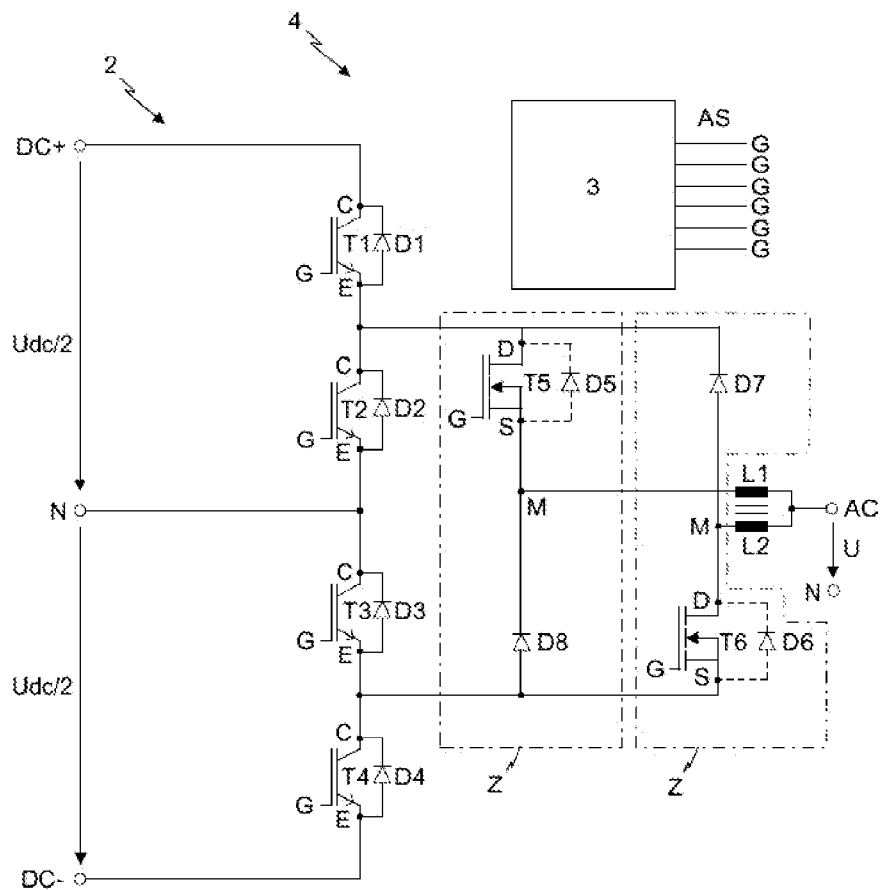 4
2
DC+
AS
G
G
G
G
G
G
3
C
T1 D1
G
E
Udc/2
D
T5 D5
D7
C
T2 D2
G
S
G
E
L1
N
M
AC
M
L2
U
C
N
D
T3 D3
D8
T6 D6
G
E
G
S
Udc/2
C
T4 D4
Z
Z
G
E
DC-